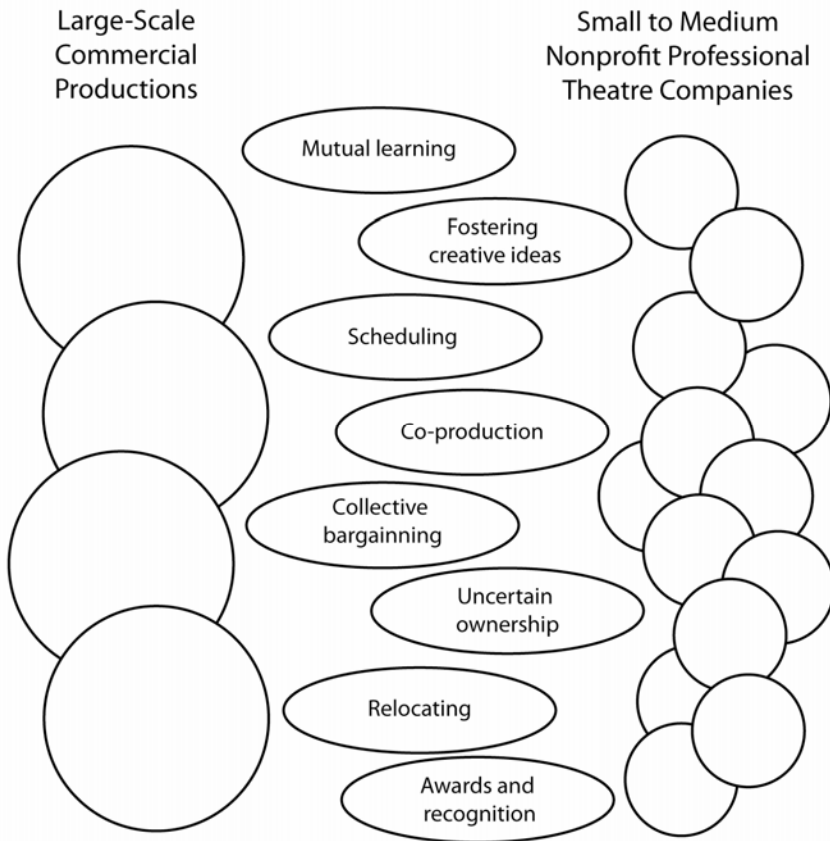 Large-Scale
Commercial
Productions
Small to Medium
Nonprofit Professional
Theatre Companies
Mutual learning
Fostering
creative ideas
Scheduling
Co-production
Collective
bargainning
Uncertain
ownership
Relocating
Awards and
recognition